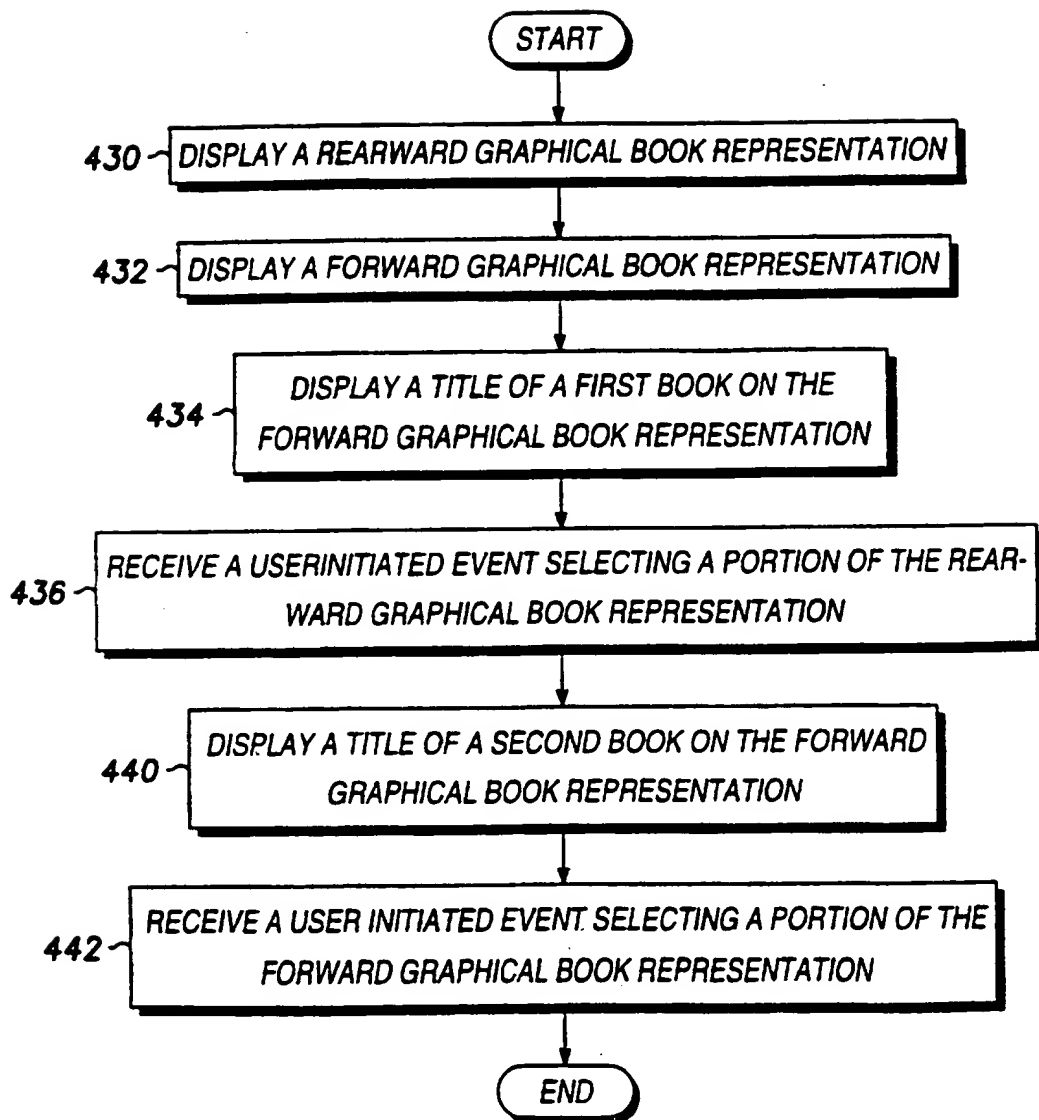 START
430 DISPLAY A REARWARD GRAPHICAL BOOK REPRESENTATION
432 DISPLAY A FORWARD GRAPHICAL BOOK REPRESENTATION
DISPLAY A TITLE OF A FIRST BOOK ON THE
434 FORWARD GRAPHICAL BOOK REPRESENTATION
RECEIVE A USERINITIATED EVENT SELECTING A PORTION OF THE REAR-
436 WARD GRAPHICAL BOOK REPRESENTATION
DISPLAY A TITLE OF A SECOND BOOK ON THE FORWARD
440 GRAPHICAL BOOK REPRESENTATION
RECEIVE A USER INITIATED EVENT SELECTING A PORTION OF THE
442 FORWARD GRAPHICAL BOOK REPRESENTATION
END